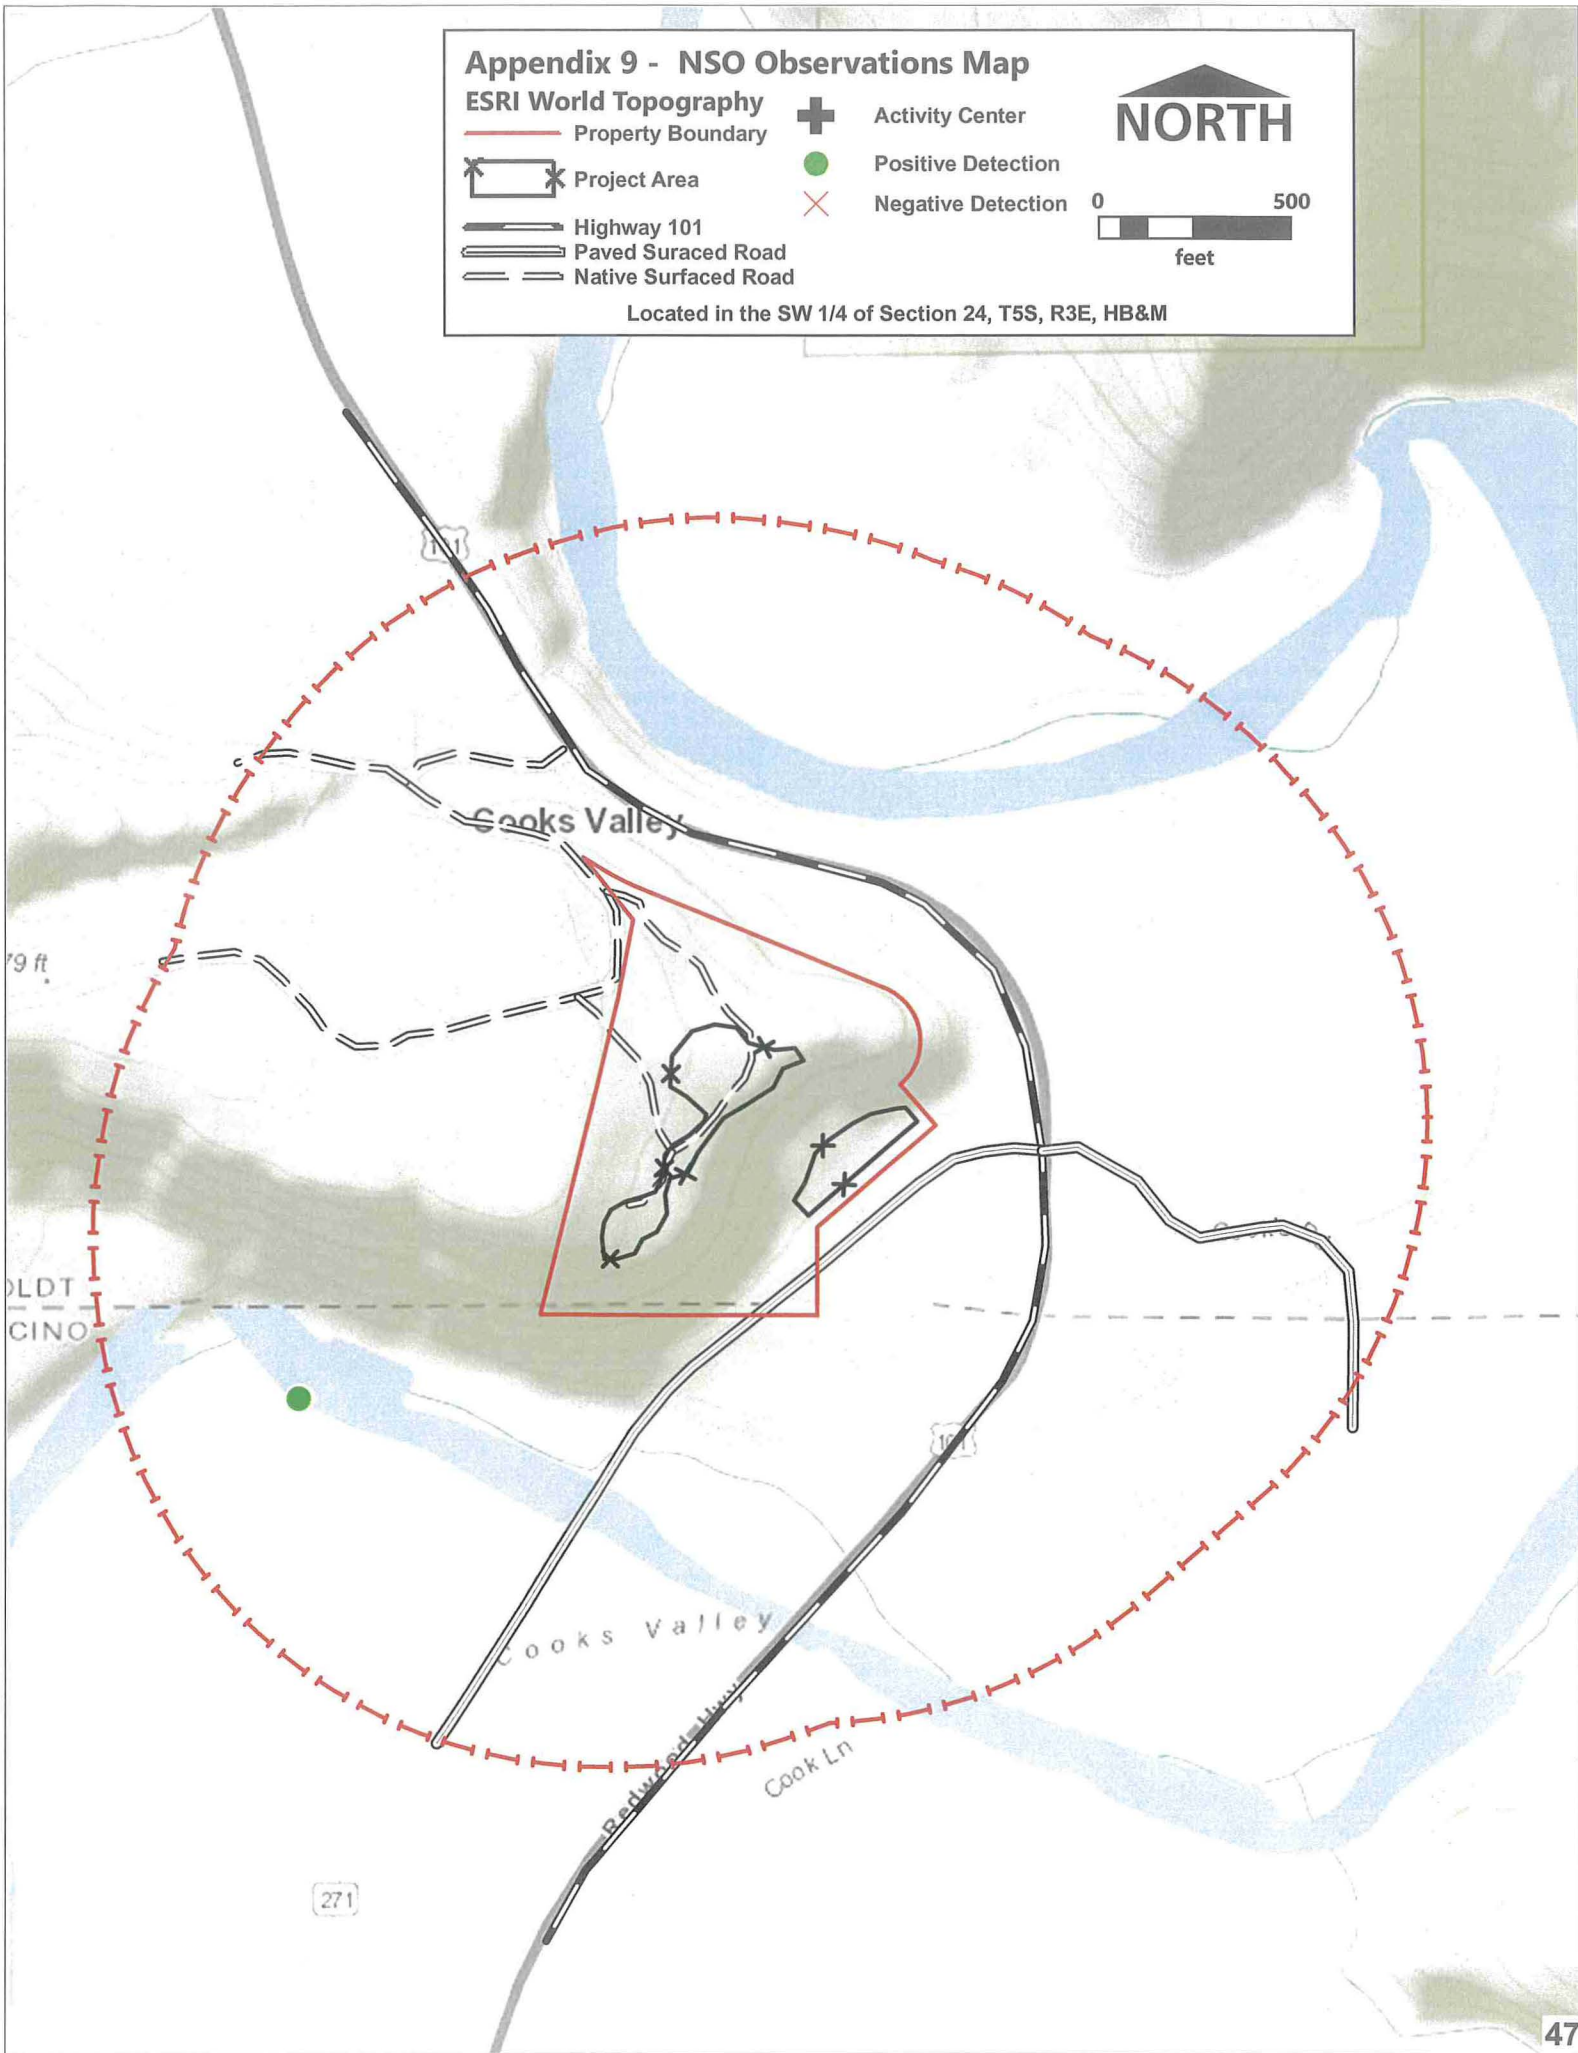 Appendix 9 - NSO Observations Map
ESRI World Topography
Property Boundary
Project Area
Highway 101
Paved Suraced Road
Native Surfaced Road
Activity Center
Positive Detection
Negative Detection
NORTH
0 500
feet
Located in the SW 1/4 of Section 24, T5S, R3E, HB&M
101
Cooks Valley
79 ft
OLDT
CINO
101
Cooks Valley
Redwood Hwy
Cook Ln
271
47